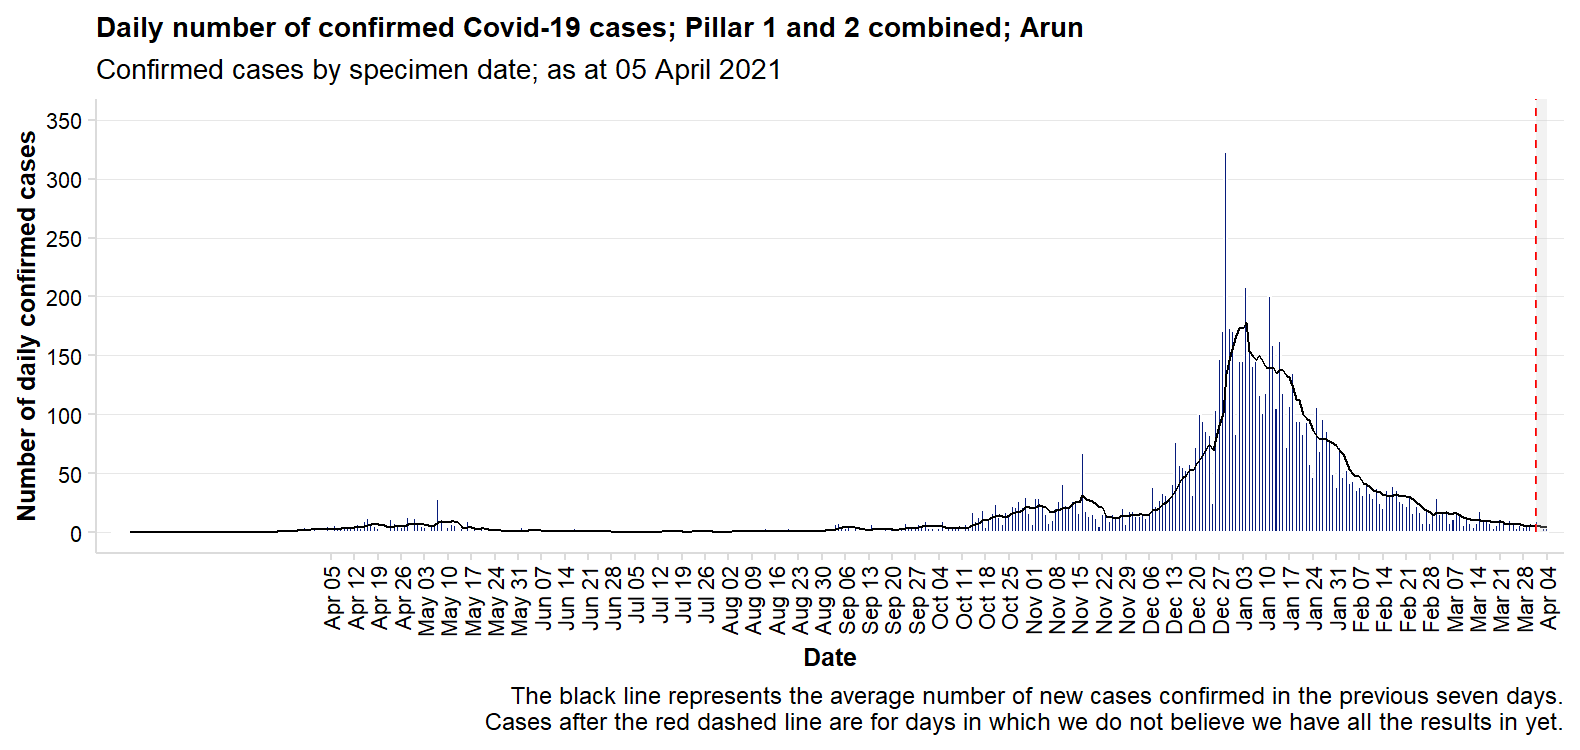 Daily number of confirmed Covid-19 cases; Pillar 1 and 2 combined; Arun
Confirmed cases by specimen date; as at 05 April 2021
Number of daily confirmed cases
350
300
250
200
150
100
50
0
Apr 05
Apr 12
Apr 19
Apr 26
May 03
May 10
May 17
May 24
May 31
Jun 07
Jun 14
Jun 21
Jun 28
Jul 05
Jul 12
Jul 19
Jul 26
Aug 02
Aug 09
Aug 16
Aug 23
Aug 30
Sep 06
Sep 13
Sep 20
Sep 27
Oct 04
Oct 11
Oct 18
Oct 25
Nov 01
Nov 08
Nov 15
Nov 22
Nov 29
Dec 06
Dec 13
Dec 20
Dec 27
Jan 03
Jan 10
Jan 17
Jan 24
Jan 31
Feb 07
Feb 14
Feb 21
Feb 28
Mar 07
Mar 14
Mar 21
Mar 28
Apr 04
Date
The black line represents the average number of new cases confirmed in the previous seven days.
Cases after the red dashed line are for days in which we do not believe we have all the results in yet.